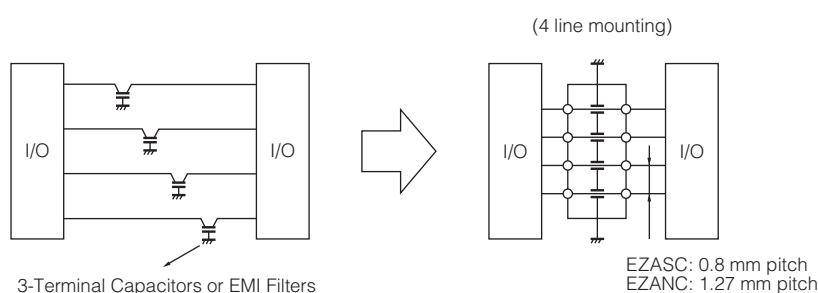 (4 line mounting)
I/O
I/O
I/O
I/O
3-Terminal Capacitors or EMI Filters
EZASC: 0.8 mm pitch
EZANC: 1.27 mm pitch